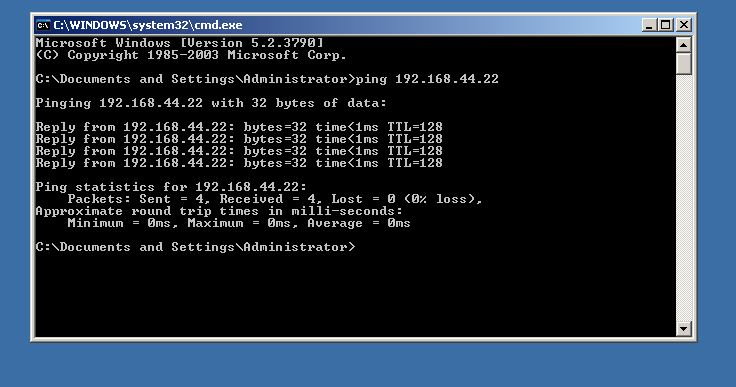 C:\WINDOWS\system32\cmd.exe
Microsoft Windows [Version 5.2.3790]
(C) Copyright 1985-2003 Microsoft Corp.
C:\Documents and Settings\Administrator>ping 192.168.44.22
Pinging 192.168.44.22 with 32 bytes of data:
Reply from 192.168.44.22: bytes=32 time<1ms TTL=128
Reply from 192.168.44.22: bytes=32 time<1ms TTL=128
Reply from 192.168.44.22: bytes=32 time<1ms TTL=128
Reply from 192.168.44.22: bytes=32 time<1ms TTL=128
Ping statistics for 192.168.44.22:
Packets: Sent = 4, Received = 4, Lost = 0 (0% loss),
Approximate round trip times in milli-seconds:
Minimum = 0ms, Maximum = 0ms, Average = 0ms
C:\Documents and Settings\Administrator>